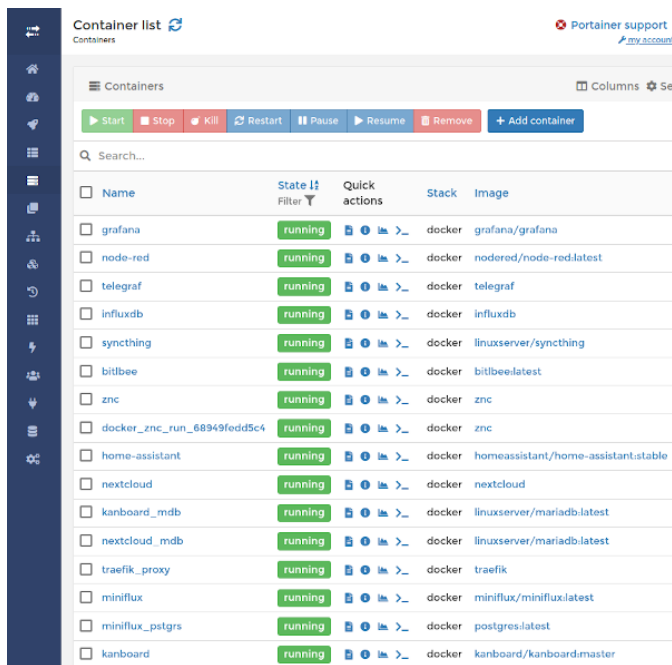 Container list
Portainer support
Containers
my account
Containers
Columns
Se
Start Stop Kill Restart Pause Resume Remove + Add container
Search...
Name State Filter Quick actions Stack Image
grafana running docker grafana/grafana
node-red running docker nodered/node-red:latest
telegraf running docker telegraf
influxdb running docker influxdb
syncthing running docker linuxserver/syncthing
bitlbee running docker bitlbee:latest
znc running docker znc
docker_znc_run_68949fedd5c4 running docker znc
home-assistant running docker homeassistant/home-assistant:stable
nextcloud running docker nextcloud
kanboard_mdb running docker linuxserver/mariadb:latest
nextcloud_mdb running docker linuxserver/mariadb:latest
traefik_proxy running docker traefik
miniflux running docker miniflux/miniflux:latest
miniflux_pstgrs running docker postgres:latest
kanboard running docker kanboard/kanboard:master